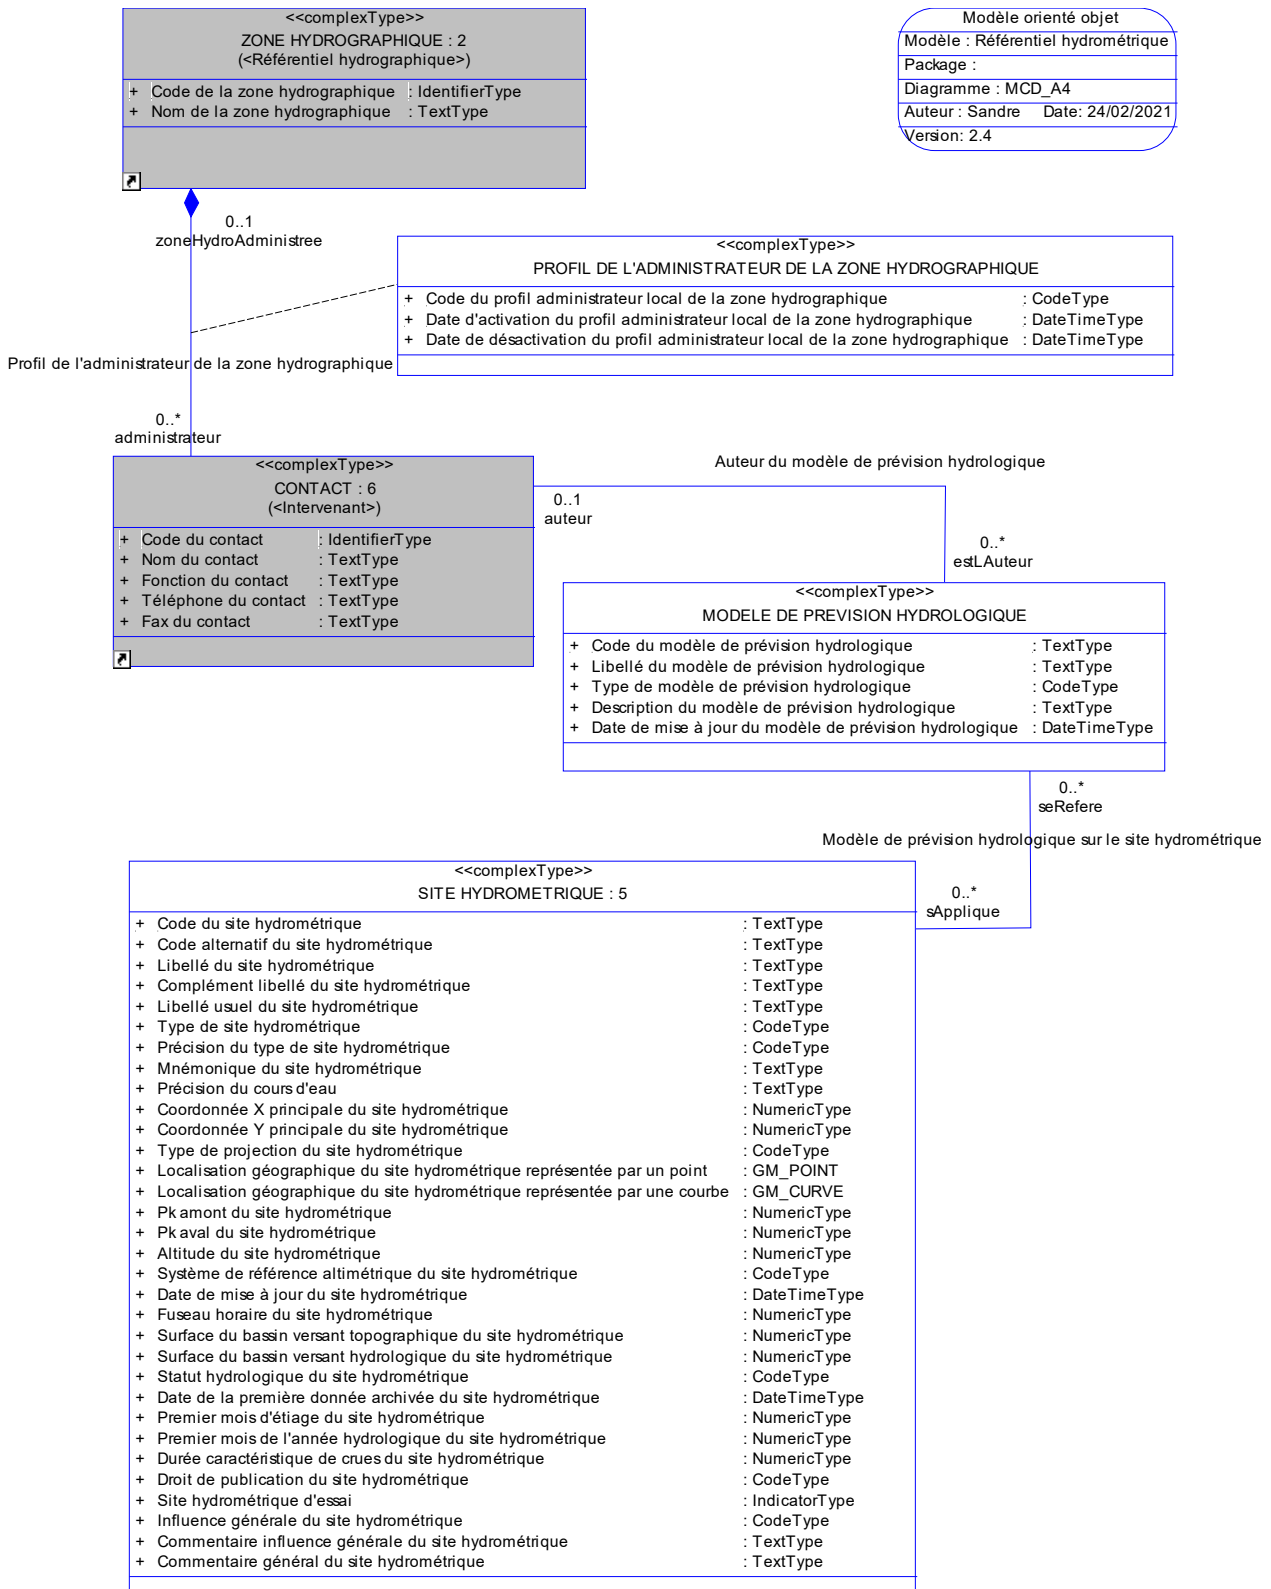 <<complexType>>
ZONE HYDROGRAPHIQUE : 2
(<Référentiel hydrographique>)
+ Code de la zone hydrographique : IdentifierType
+ Nom de la zone hydrographique : TextType
Modèle orienté objet
Modèle : Référentiel hydrométrique
Package :
Diagramme : MCD_A4
Auteur : Sandre Date: 24/02/2021
Version: 2.4
0..1
zoneHydroAdministree
<<complexType>>
PROFIL DE L'ADMINISTRATEUR DE LA ZONE HYDROGRAPHIQUE
+ Code du profil administrateur local de la zone hydrographique : CodeType
+ Date d'activation du profil administrateur local de la zone hydrographique : DateTimeType
+ Date de désactivation du profil administrateur local de la zone hydrographique : DateTimeType
Profil de l'administrateur de la zone hydrographique
0..*
administrateur
<<complexType>>
CONTACT : 6
(<Intervenant>)
+ Code du contact : IdentifierType
+ Nom du contact : TextType
+ Fonction du contact : TextType
+ Téléphone du contact : TextType
+ Fax du contact : TextType
Auteur du modèle de prévision hydrologique
0..1
auteur
0..*
estLAuteur
<<complexType>>
MODELE DE PREVISION HYDROLOGIQUE
+ Code du modèle de prévision hydrologique : TextType
+ Libellé du modèle de prévision hydrologique : TextType
+ Type de modèle de prévision hydrologique : CodeType
+ Description du modèle de prévision hydrologique : TextType
+ Date de mise à jour du modèle de prévision hydrologique : DateTimeType
0..*
seRefere
Modèle de prévision hydrologique sur le site hydrométrique
0..*
sApplique
<<complexType>>
SITE HYDROMETRIQUE : 5
+ Code du site hydrométrique : TextType
+ Code alternatif du site hydrométrique : TextType
+ Libellé du site hydrométrique : TextType
+ Complément libellé du site hydrométrique : TextType
+ Libellé usuel du site hydrométrique : TextType
+ Type de site hydrométrique : CodeType
+ Précision du type de site hydrométrique : CodeType
+ Mnémonique du site hydrométrique : TextType
+ Précision du cours d'eau : TextType
+ Coordonnée X principale du site hydrométrique : NumericType
+ Coordonnée Y principale du site hydrométrique : NumericType
+ Type de projection du site hydrométrique : CodeType
+ Localisation géographique du site hydrométrique représentée par un point : GM_POINT
+ Localisation géographique du site hydrométrique représentée par une courbe : GM_CURVE
+ Pk amont du site hydrométrique : NumericType
+ Pk aval du site hydrométrique : NumericType
+ Altitude du site hydrométrique : NumericType
+ Système de référence altimétrique du site hydrométrique : CodeType
+ Date de mise à jour du site hydrométrique : DateTimeType
+ Fuseau horaire du site hydrométrique : NumericType
+ Surface du bassin versant topographique du site hydrométrique : NumericType
+ Surface du bassin versant hydrologique du site hydrométrique : NumericType
+ Statut hydrologique du site hydrométrique : CodeType
+ Date de la première donnée archivée du site hydrométrique : DateTimeType
+ Premier mois d'étiage du site hydrométrique : NumericType
+ Premier mois de l'année hydrologique du site hydrométrique : NumericType
+ Durée caractéristique de crues du site hydrométrique : NumericType
+ Droit de publication du site hydrométrique : CodeType
+ Site hydrométrique d'essai : IndicatorType
+ Influence générale du site hydrométrique : CodeType
+ Commentaire influence générale du site hydrométrique : TextType
+ Commentaire général du site hydrométrique : TextType